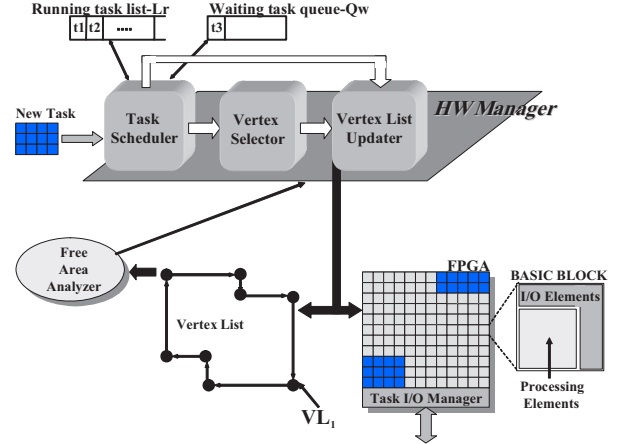 Running task list-Lr
Waiting task queue-Qw
t1 t2 ....
t3
HW Manager
New Task
Task
Scheduler
Vertex
Selector
Vertex List
Updater
Free
Area
Analyzer
Vertex List
VL1
FPGA
Task I/O Manager
BASIC BLOCK
I/O Elements
Processing
Elements